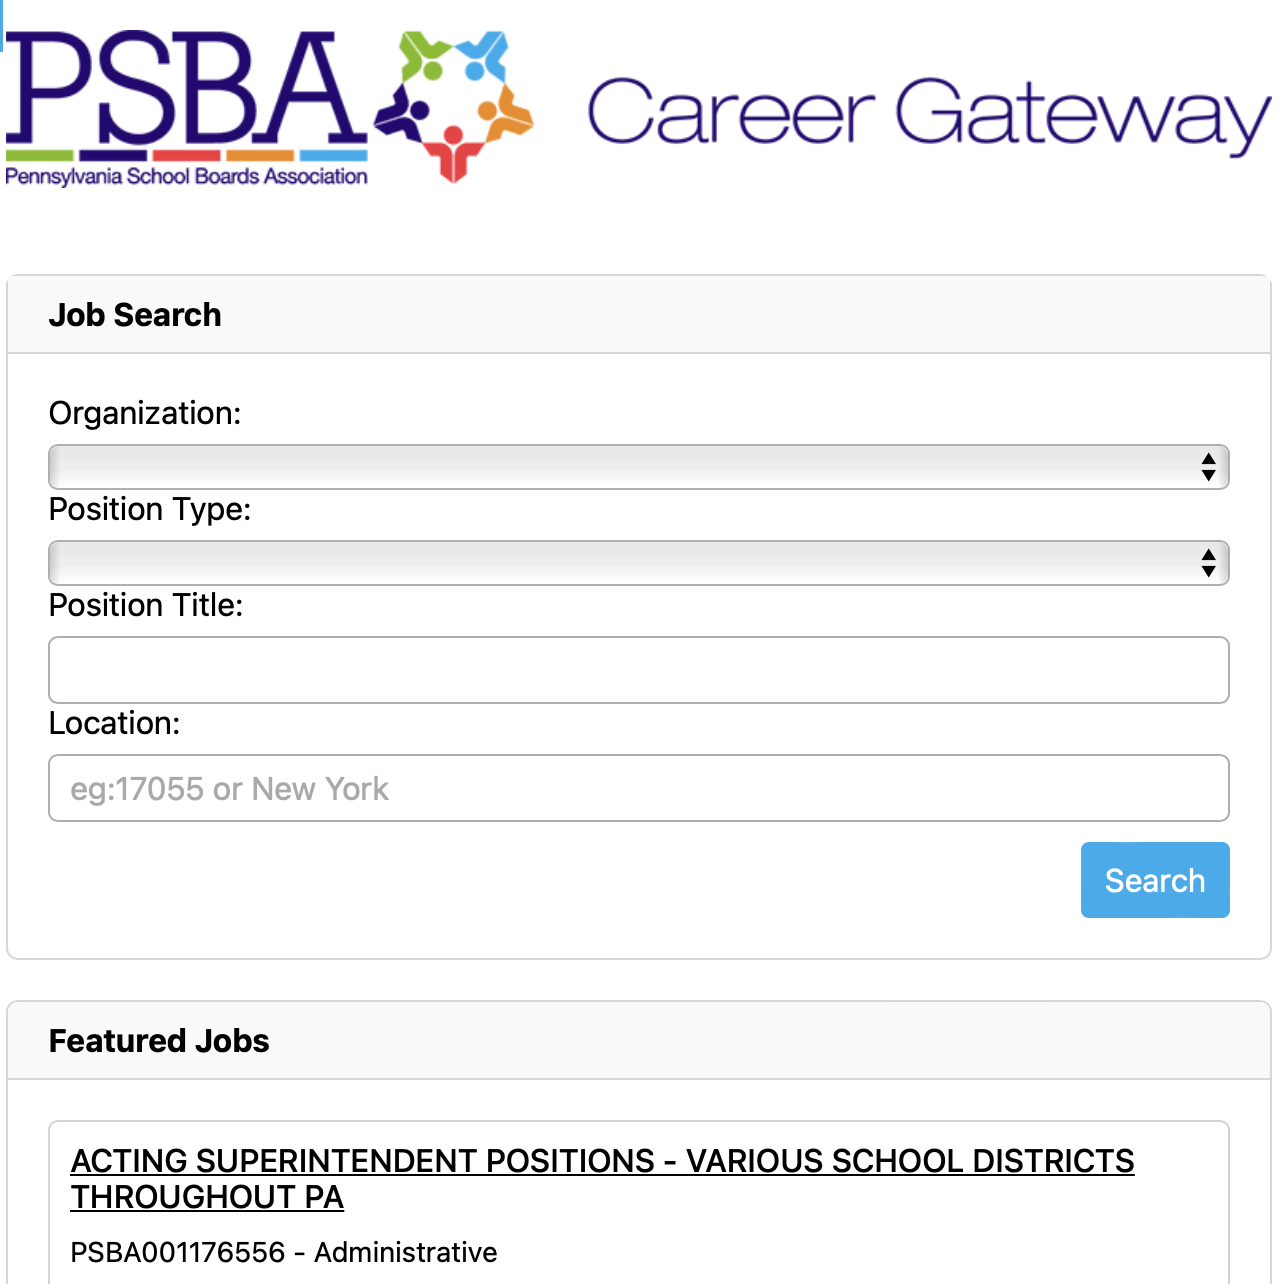 PSBA
Pennsylvania School Boards Association
Career Gateway
Job Search
Organization:
Position Type:
Position Title:
Location:
eg:17055 or New York
Search
Featured Jobs
ACTING SUPERINTENDENT POSITIONS - VARIOUS SCHOOL DISTRICTS
THROUGHOUT PA
PSBA001176556 - Administrative